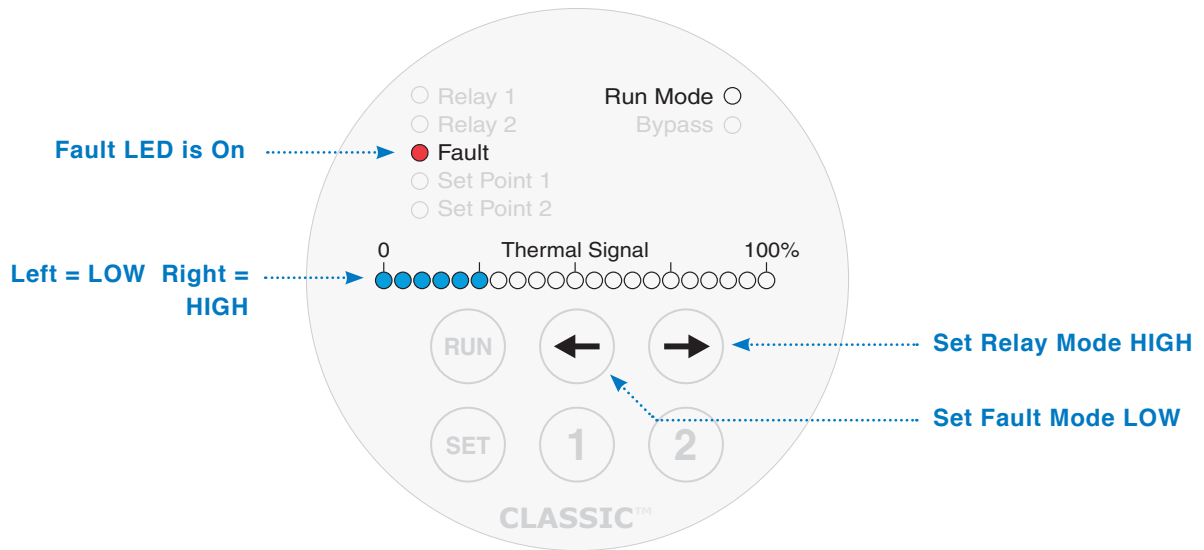 Relay 1
Run Mode
Relay 2
Bypass
Fault LED is On
Fault
Set Point 1
Set Point 2
0
Thermal Signal
100%
Left = LOW Right =
HIGH
RUN
Set Relay Mode HIGH
Set Fault Mode LOW
SET
1
2
CLASSIC™